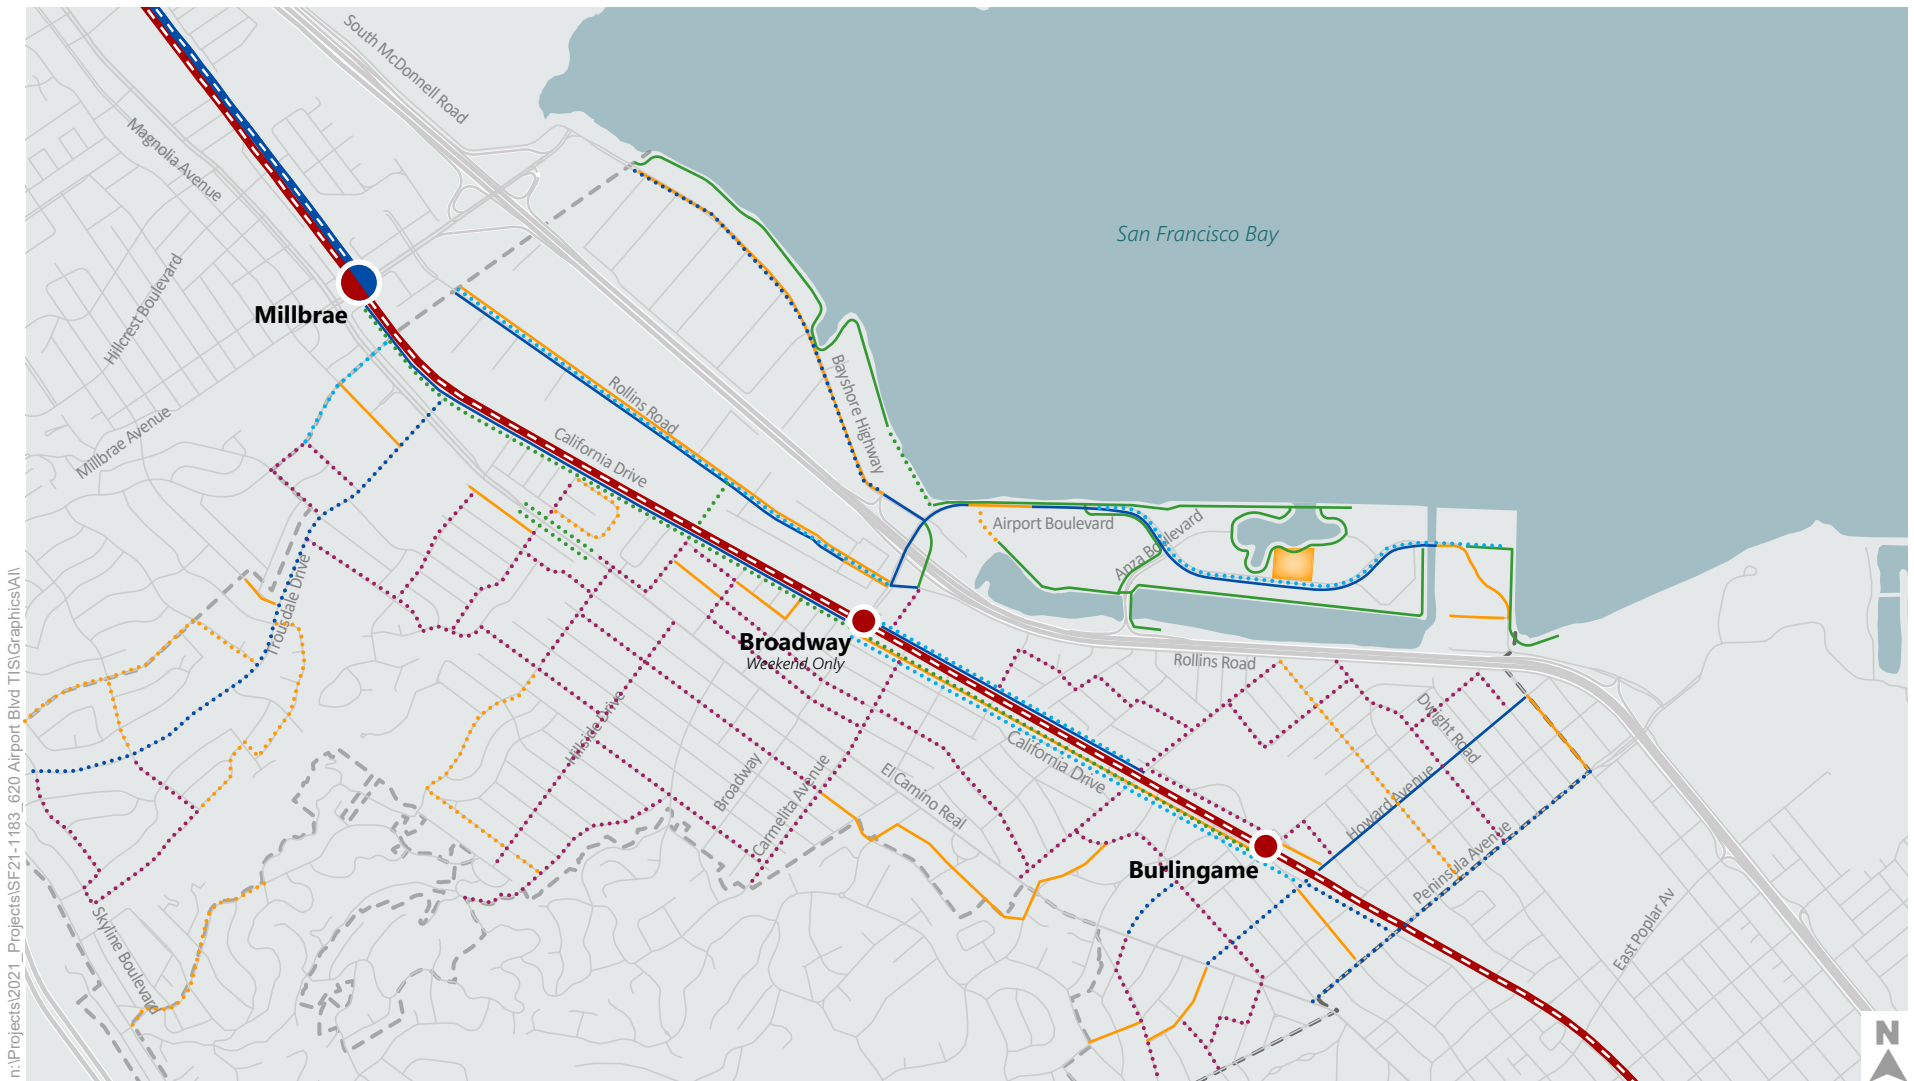 South McDonnell Road
Magnolia Avenue
San Francisco Bay
Hillcrest Boulevard
Millbrae
Rollins Road
Bayshore Highway
Millbrae Avenue
California Drive
Airport Boulevard
Anza Boulevard
Trousdale Drive
Broadway
Weekend Only
Rollins Road
Hillside Drive
Dwight Road
California Drive
Broadway
Carmelita Avenue
El Camino Real
Howard Avenue
Burlingame
Peninsula Avenue
Skyline Boulevard
East Poplar Av
n:\Projects\2021_Projects\SF21-1183_620 Airport Blvd TIS\Graphics\AI\
N